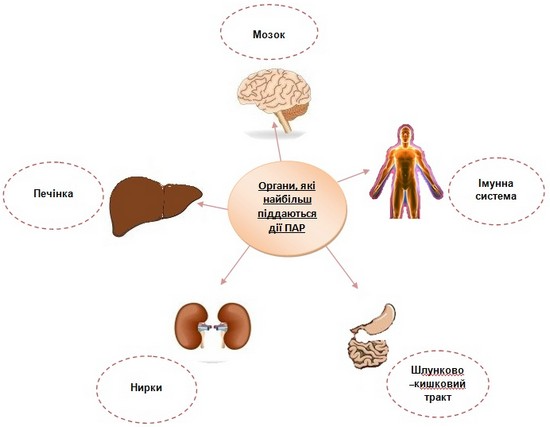 Мозок
Органи, які
найбільш
піддаються
дії ПАР
Печінка
Імунна
система
Нирки
Шлунково
–кишковий
тракт